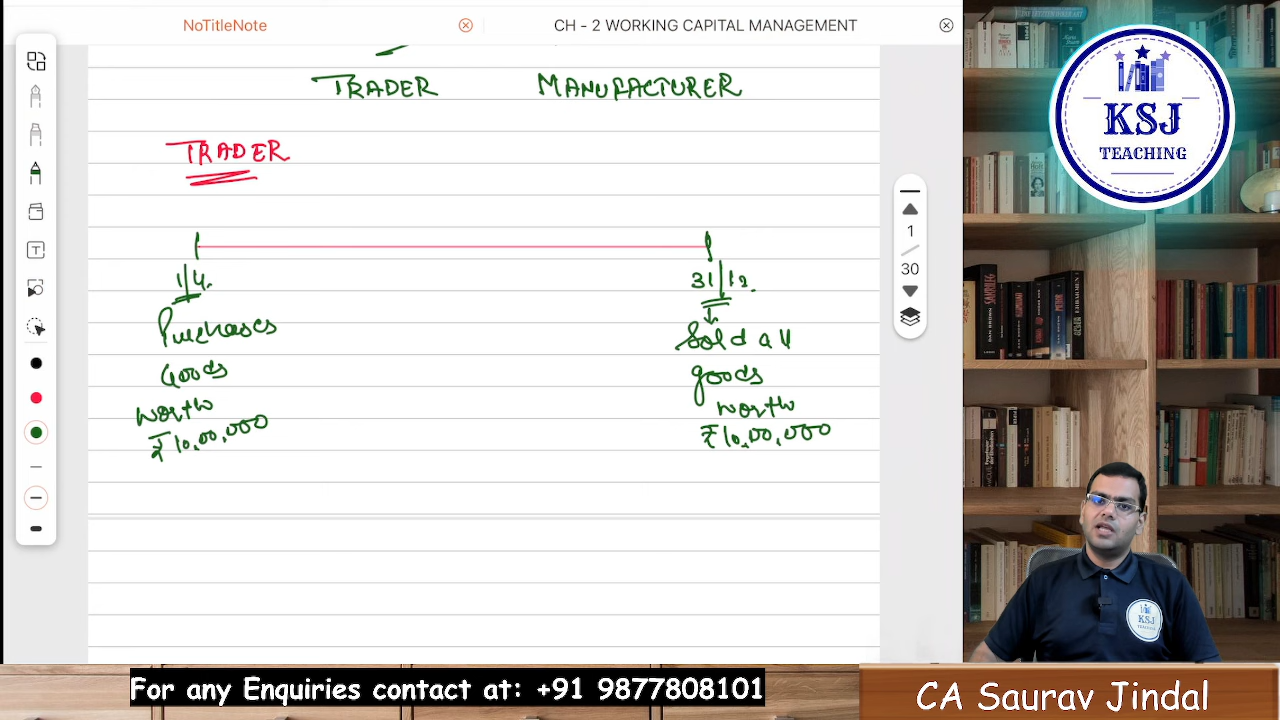 NoTitleNote
CH - 2 WORKING CAPITAL MANAGEMENT
TRADER MANUFACTURER
TRADER
1/4.
Purchases
Goods
worth
₹10,00,000
31/12.
Sold all
goods
worth
₹10,00,000
1
30
KSJ
TEACHING
KSJ
TEACHING
For any Enquiries contact at: +91 9877808101
CA Saurav Jindal